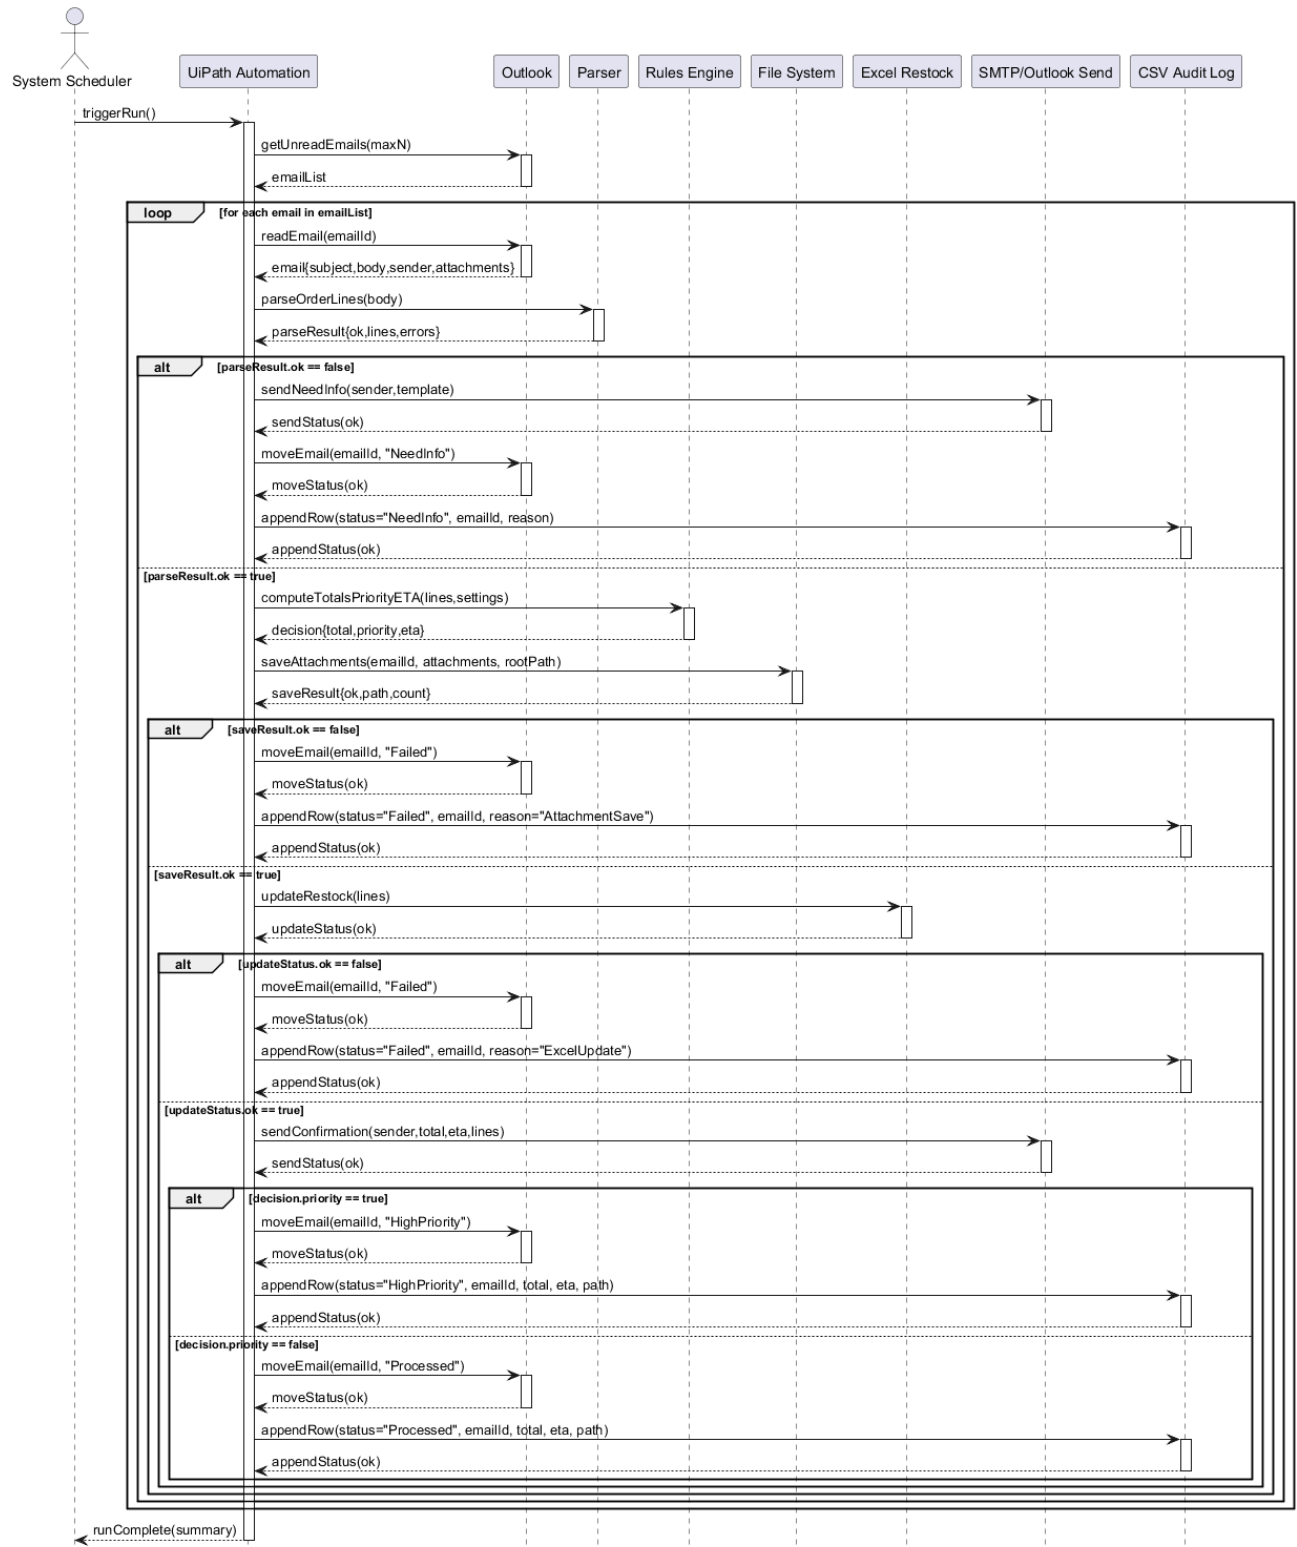 System Scheduler
UiPath Automation
Outlook
Parser
Rules Engine
File System
Excel Restock
SMTP/Outlook Send
CSV Audit Log
triggerRun()
getUnreadEmails(maxN)
emailList
loop [for each email in emailList]
readEmail(emailId)
email{subject,body,sender,attachments}
parseOrderLines(body)
parseResult{ok,lines,errors}
alt [parseResult.ok == false]
sendNeedInfo(sender,template)
sendStatus(ok)
moveEmail(emailId, "NeedInfo")
moveStatus(ok)
appendRow(status="NeedInfo", emailId, reason)
appendStatus(ok)
[parseResult.ok == true]
computeTotalsPriorityETA(lines,settings)
decision{total,priority,eta}
saveAttachments(emailId, attachments, rootPath)
saveResult{ok,path,count}
alt [saveResult.ok == false]
moveEmail(emailId, "Failed")
moveStatus(ok)
appendRow(status="Failed", emailId, reason="AttachmentSave")
appendStatus(ok)
[saveResult.ok == true]
updateRestock(lines)
updateStatus(ok)
alt [updateStatus.ok == false]
moveEmail(emailId, "Failed")
moveStatus(ok)
appendRow(status="Failed", emailId, reason="ExcelUpdate")
appendStatus(ok)
[updateStatus.ok == true]
sendConfirmation(sender,total,eta,lines)
sendStatus(ok)
alt [decision.priority == true]
moveEmail(emailId, "HighPriority")
moveStatus(ok)
appendRow(status="HighPriority", emailId, total, eta, path)
appendStatus(ok)
[decision.priority == false]
moveEmail(emailId, "Processed")
moveStatus(ok)
appendRow(status="Processed", emailId, total, eta, path)
appendStatus(ok)
runComplete(summary)